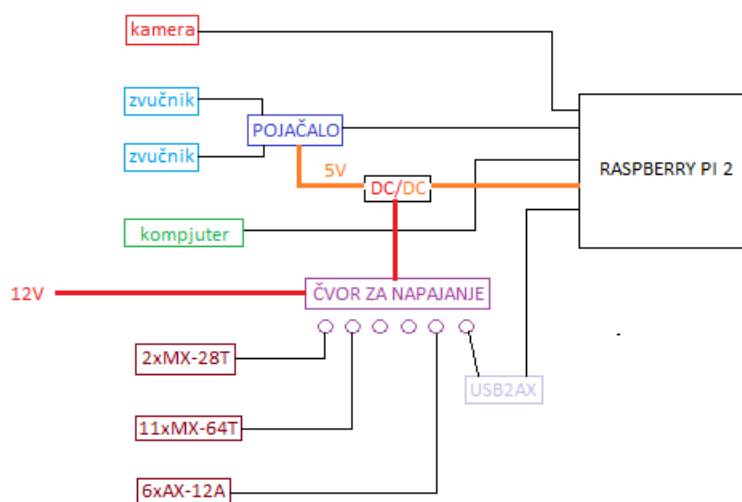 kamera
zvučnik
POJAČALO
zvučnik
RASPBERRY PI 2
5V
DC/DC
kompjuter
12V
ČVOR ZA NAPAJANJE
2xMX-28T
USB2AX
11xMX-64T
6xAX-12A